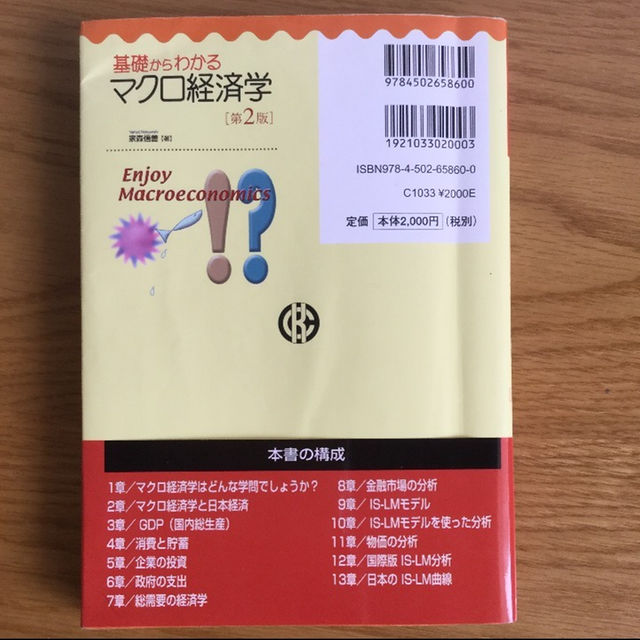 基礎からわかる
マクロ経済学
[第2版]
家森信善【著】
Enjoy
Macroeconomics
9784502658600
1921033020003
ISBN978-4-502-65860-0
C1033 ¥2000E
定価 本体2,000円（税別）
本書の構成
1章／マクロ経済学はどんな学問でしょうか？
2章／マクロ経済学と日本経済
3章／GDP（国内総生産）
4章／消費と貯蓄
5章／企業の投資
6章／政府の支出
7章／総需要の経済学
8章／金融市場の分析
9章／IS-LMモデル
10章／IS-LMモデルを使った分析
11章／物価の分析
12章／国際版 IS-LM分析
13章／日本の IS-LM曲線